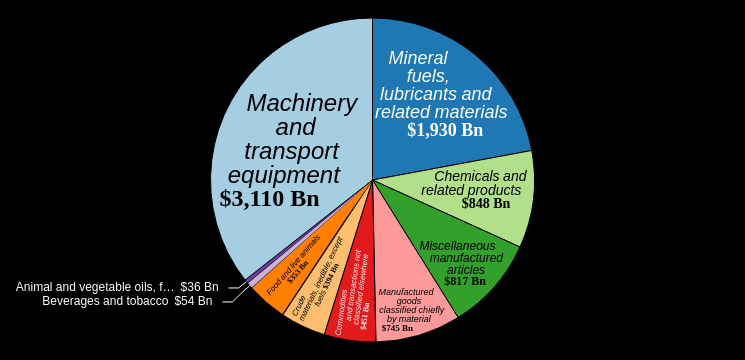 Mineral
fuels,
lubricants and
related materials
$1,930 Bn
Chemicals and
related products
$848 Bn
Miscellaneous
manufactured
articles
$817 Bn
Manufactured
goods
classified chiefly
by material
$745 Bn
Commodities
and transactions not
classified elsewhere
$451 Bn
Crude
materials, inedible, except
fuels $394 Bn
Food and live animals
$353 Bn
Beverages and tobacco $54 Bn
Animal and vegetable oils, f... $36 Bn
Machinery
and
transport
equipment
$3,110 Bn